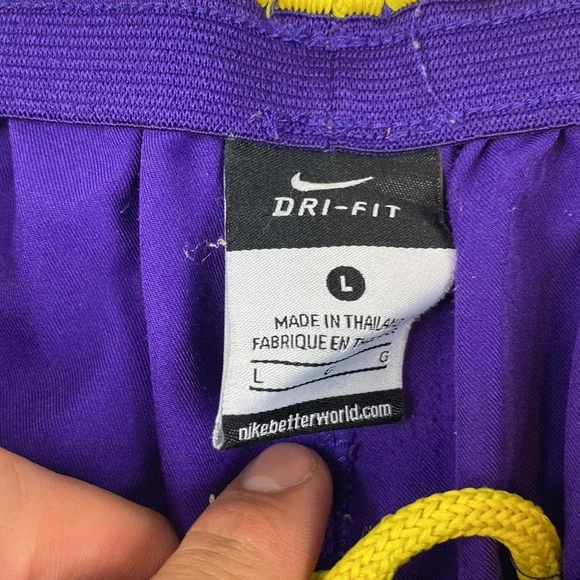 DRI-FIT
L
MADE IN THAILAND
FABRIQUE EN
L G G
nikebetterworld.com